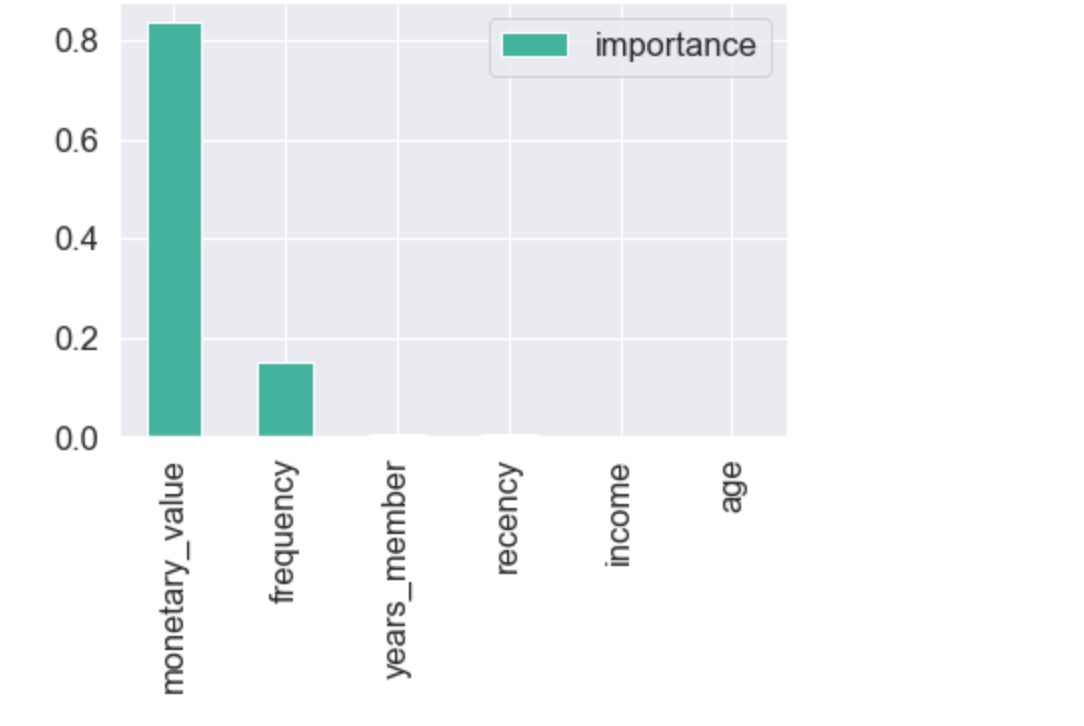 0.8
0.6
0.4
0.2
0.0
importance
monetary_value
frequency
years_member
recency
income
age